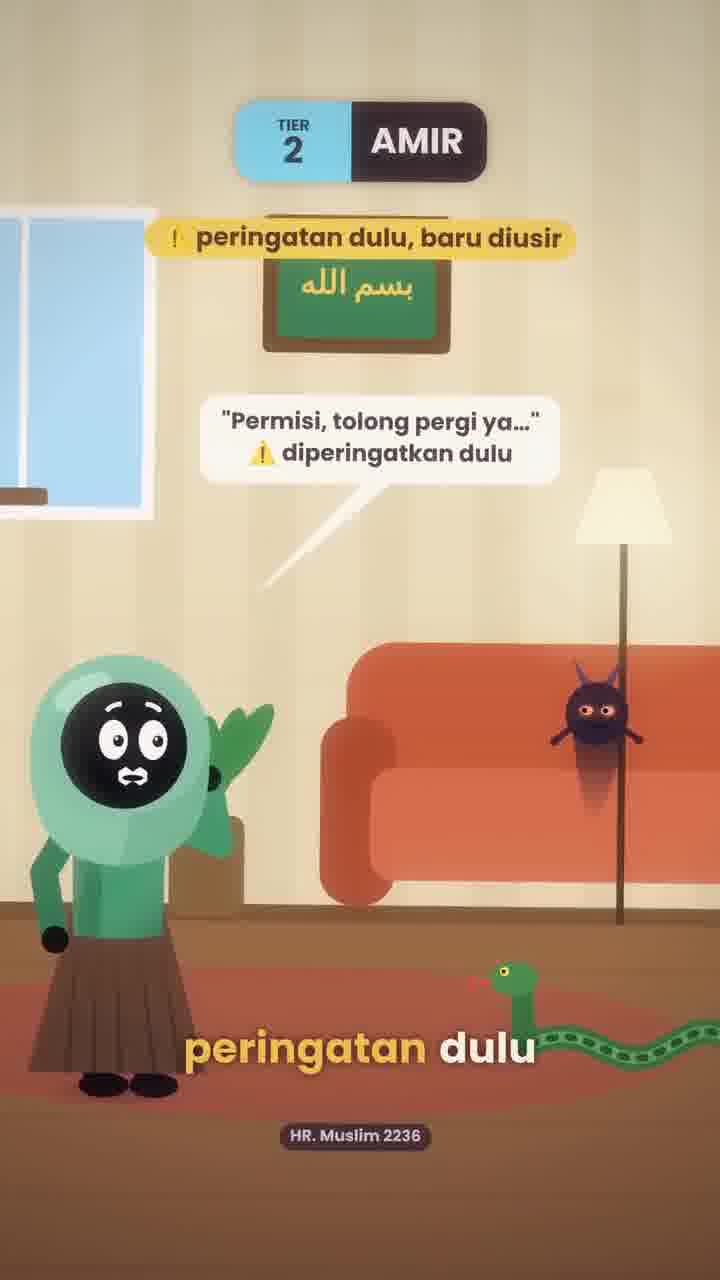 TIER
2
AMIR
⚠ peringatan dulu, baru diusir
بسم الله
"Permisi, tolong pergi ya..."
⚠ diperingatkan dulu
peringatan dulu
HR. Muslim 2236